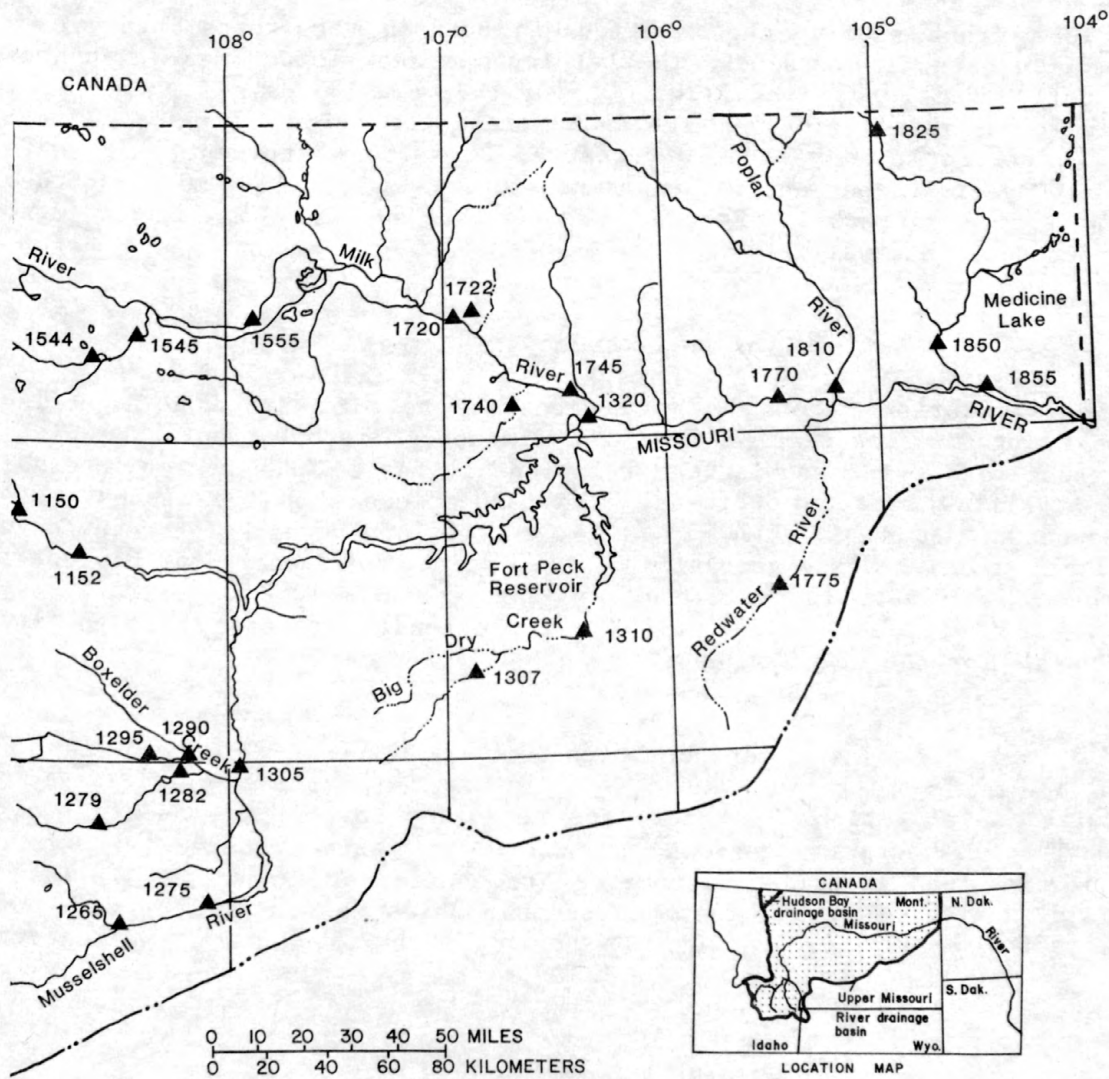 108° 107° 106° 105° 104°
CANADA
1825
Poplar
River
Milk
1722
1720
River
Medicine
Lake
1544
1545
1555
1810
1850
1745
River
1770
1855
1740
1320
RIVER
MISSOURI
1150
1152
River
Fort Peck
Reservoir
1775
Redwater
Creek
Dry
1310
Big
1307
Boxelder
1290
1295
Creek
1305
1282
1279
1275
1265
River
Musselshell
CANADA
Hudson Bay
drainage basin
Mont.
N. Dak.
Missouri
River
S. Dak.
Upper Missouri
River drainage
basin
Idaho
Wyo.
LOCATION MAP
0 10 20 30 40 50 MILES
0 20 40 60 80 KILOMETERS